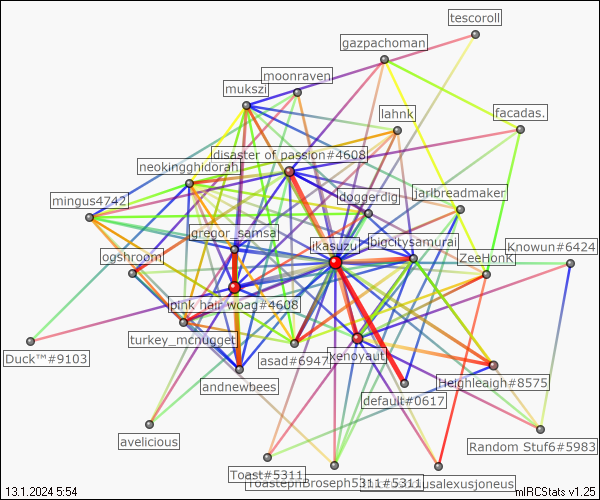 tescoroll
gazpachoman
moonraven
mukszi
lahnk
facadas.
disaster of passion#4608
neokingghidorah
doggerdig
jarlbreadmaker
mingus4742
gregor_samsa
ikasuzu
bigcitysamurai
Knowun#6424
ogshroom
ZeeHonk
pink hair woag#4608
turkey_mcnugget
xenoyaut
Duck™#9103
asad#6947
andnewbees
Heighleaigh#8575
default#0617
avelicious
Random Stuf6#5983
Toast#5311
Broseph5311#5311
usalexusjoneus
13.1.2024 5:54
mIRCStats v1.25